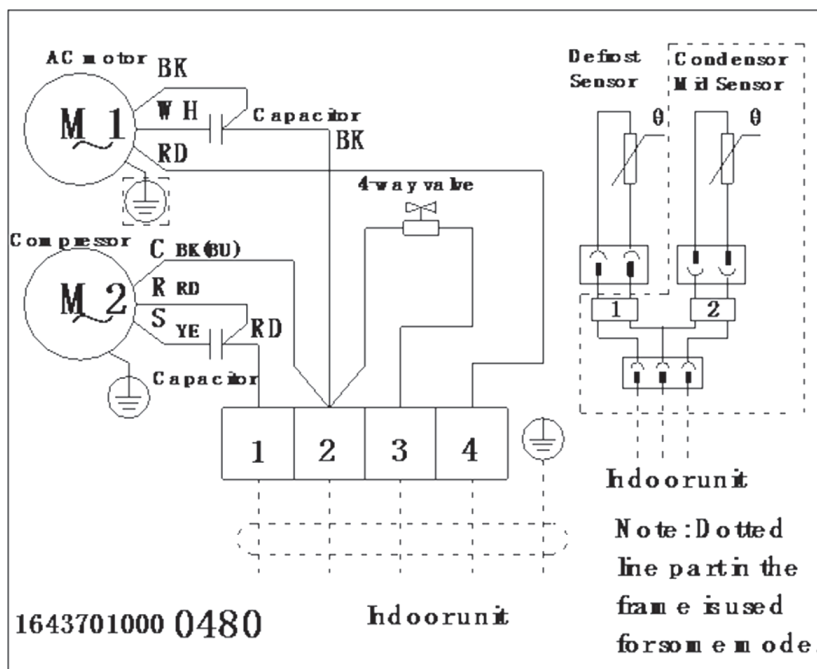 AC motor
BK
WH
Capacitor
BK
RD
M 1
4-way valve
Defrost
Sensor
Condensor
Mid Sensor
θ
θ
Compressor
C BK(BU)
R RD
S YE
RD
M 2
Capacitor
1
2
1
2
3
4
Indoor unit
Note:Dotted
line part in the
frame is used
for some mode.
1643701000 0480
Indoor unit